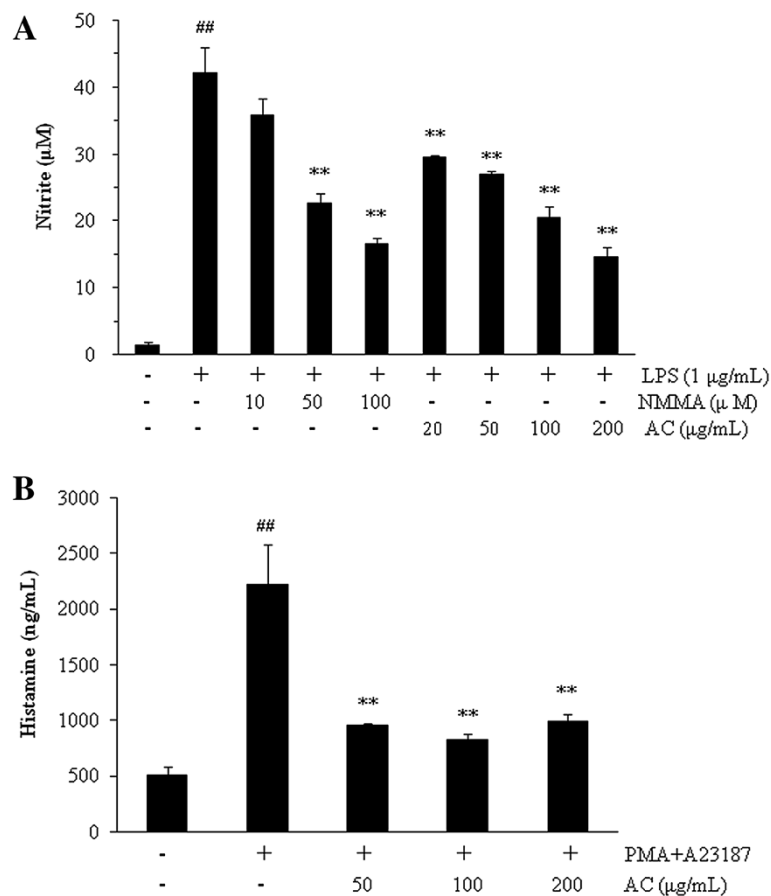 A
##
50
40
** **
30
** **
20
** **
10
0
Nitrite (μM)
- + + + + + + + + LPS (1 μg/mL)
- - 10 50 100 - - - - NMMA (μ M)
- - - - - 20 50 100 200 AC (μg/mL)
B
3000
##
2500
2000
1500
** ** **
1000
500
0
Histamine (ng/mL)
- + + + + PMA+A23187
- - 50 100 200 AC (μg/mL)